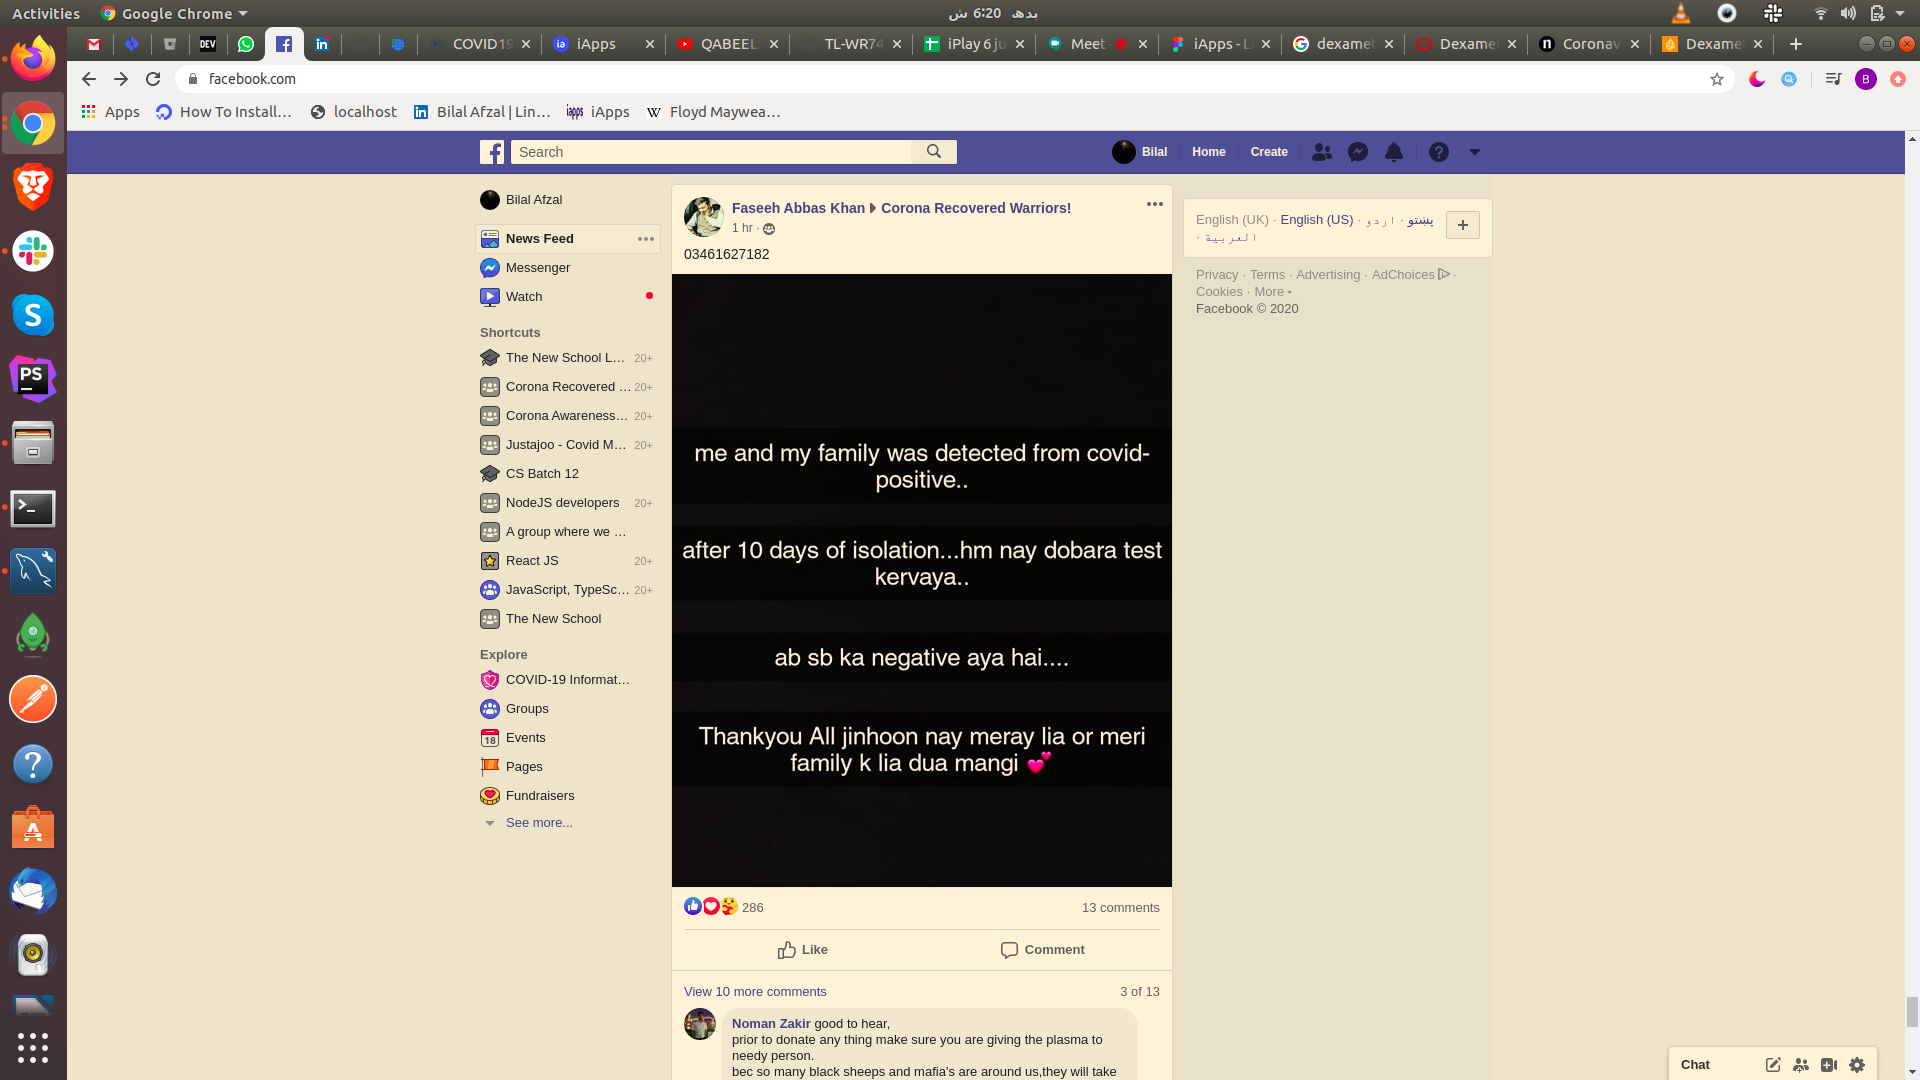 Activities
Google Chrome
بدھ 6:20 ش
COVID19
iApps
QABEEL
TL-WR74
iPlay 6 ju
Meet
iApps - L
dexamet
Dexamet
Coronav
Dexamet
facebook.com
B
Apps
How To Install...
localhost
Bilal Afzal | Lin...
iApps
Floyd Maywea...
Search
Bilal
Home
Create
Bilal Afzal
News Feed
Messenger
Watch
Shortcuts
The New School L... 20+
Corona Recovered ... 20+
Corona Awareness... 20+
Justajoo - Covid M... 20+
CS Batch 12
NodeJS developers 20+
A group where we ...
React JS 20+
JavaScript, TypeSc... 20+
The New School
Explore
COVID-19 Informat...
Groups
Events
Pages
Fundraisers
See more...
Faseeh Abbas Khan Corona Recovered Warriors!
1 hr ·
03461627182
me and my family was detected from covid-
positive..
after 10 days of isolation...hm nay dobara test
kervaya..
ab sb ka negative aya hai....
Thankyou All jinhoon nay meray lia or meri
family k lia dua mangi 💕
286
13 comments
Like
Comment
View 10 more comments
3 of 13
Noman Zakir good to hear,
prior to donate any thing make sure you are giving the plasma to
needy person.
bec so many black sheeps and mafia's are around us,they will take
English (UK) · English (US) · اردو · پښتو
· العربية
Privacy · Terms · Advertising · AdChoices ·
Cookies · More
Facebook © 2020
Chat